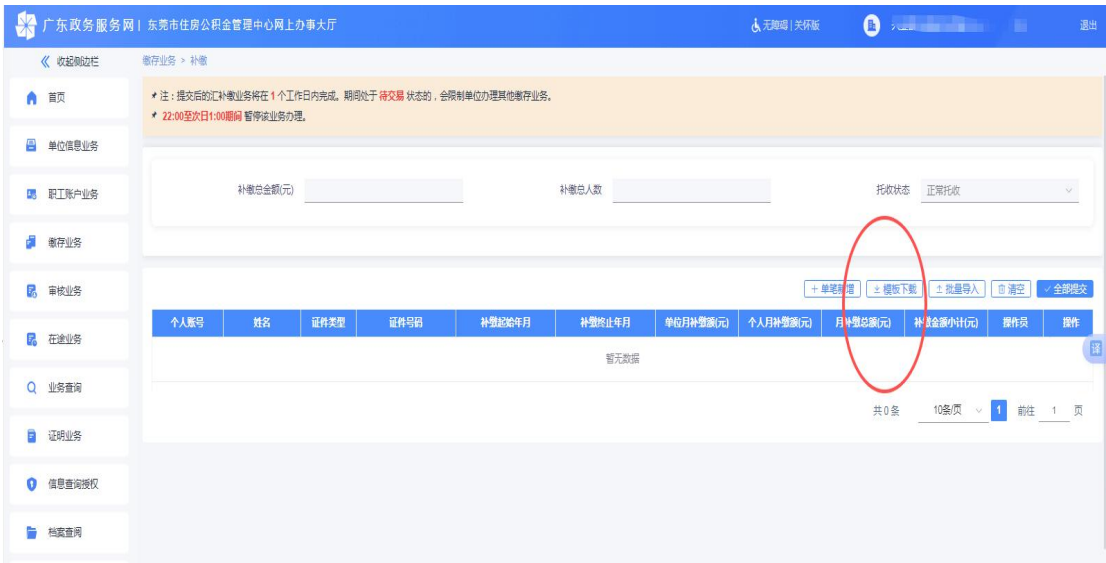 广东政务服务网 | 东莞市住房公积金管理中心网上办事大厅
无障碍 | 关怀版
退出
收起侧边栏
缴存业务 > 补缴
首页
注：提交后的汇补缴业务将在 1 个工作日内完成。期间处于 待交易 状态的，会限制单位办理其他缴存业务。
22:00至次日1:00期间 暂停该业务办理。
单位信息业务
职工账户业务
补缴总金额(元)
补缴总人数
托收状态 正常托收
缴存业务
审核业务
+ 单笔新增 模板下载 批量导入 清空 全部提交
个人账号 姓名 证件类型 证件号码 补缴起始年月 补缴终止年月 单位月补缴额(元) 个人月补缴额(元) 月补缴总额(元) 补缴金额小计(元) 操作员 操作
在途业务
暂无数据
译
业务查询
共 0 条 10条/页 1 前往 1 页
证明业务
信息查询授权
档案查阅